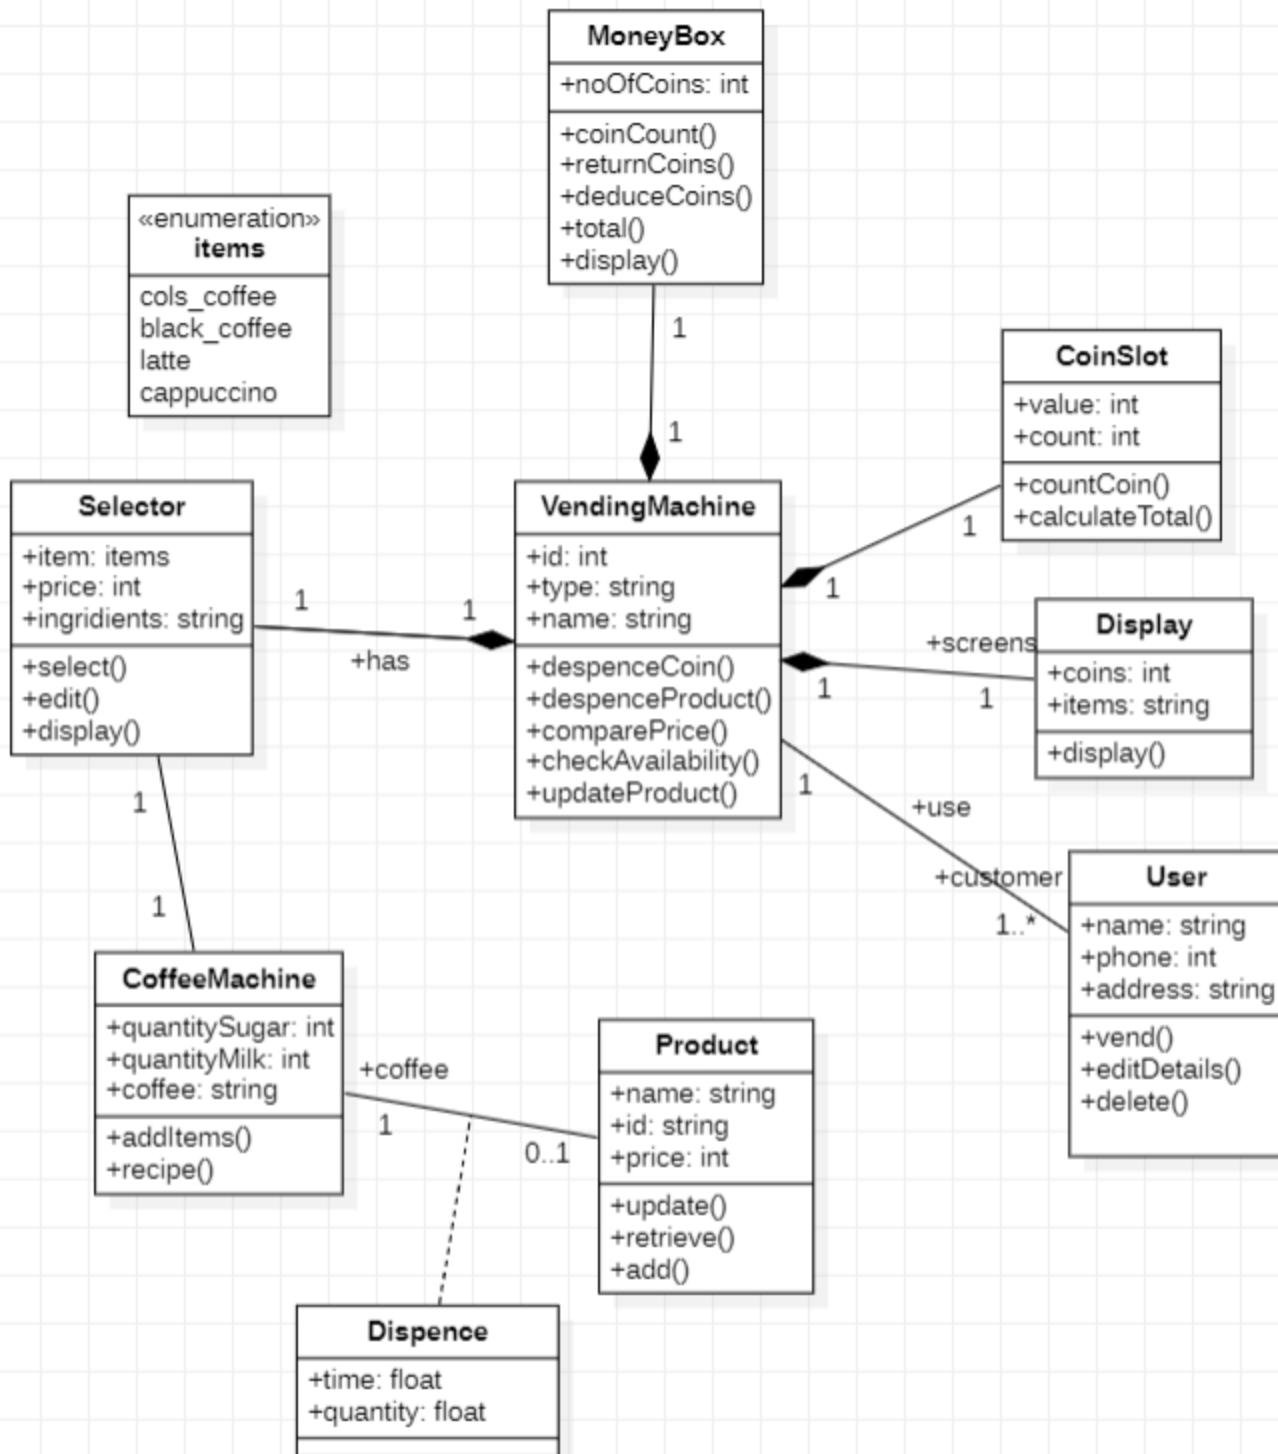 MoneyBox
+noOfCoins: int
+coinCount()
+returnCoins()
+deduceCoins()
+total()
+display()
«enumeration»
items
cols_coffee
black_coffee
latte
cappuccino
1
1
CoinSlot
+value: int
+count: int
+countCoin()
+calculateTotal()
1
1
Selector
+item: items
+price: int
+ingridients: string
+select()
+edit()
+display()
1
1
+has
VendingMachine
+id: int
+type: string
+name: string
+despenceCoin()
+despenceProduct()
+comparePrice()
+checkAvailability()
+updateProduct()
+screens
1
1
Display
+coins: int
+items: string
+display()
1
+use
+customer
1..*
User
+name: string
+phone: int
+address: string
+vend()
+editDetails()
+delete()
1
1
CoffeeMachine
+quantitySugar: int
+quantityMilk: int
+coffee: string
+addItems()
+recipe()
+coffee
1
0..1
Product
+name: string
+id: string
+price: int
+update()
+retrieve()
+add()
Dispence
+time: float
+quantity: float